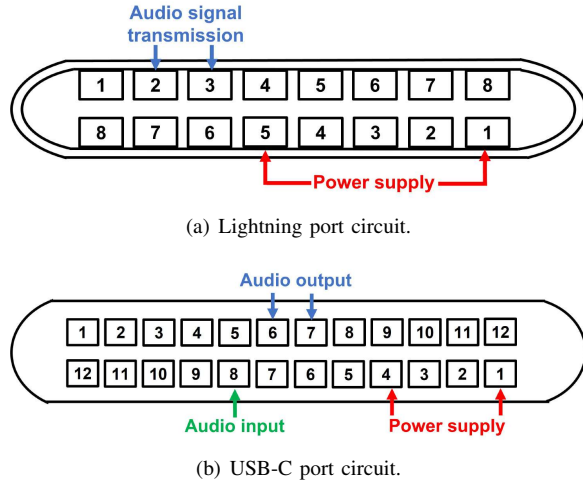 Audio signal
transmission
1 2 3 4 5 6 7 8
8 7 6 5 4 3 2 1
Power supply
(a) Lightning port circuit.
Audio output
1 2 3 4 5 6 7 8 9 10 11 12
12 11 10 9 8 7 6 5 4 3 2 1
Audio input Power supply
(b) USB-C port circuit.